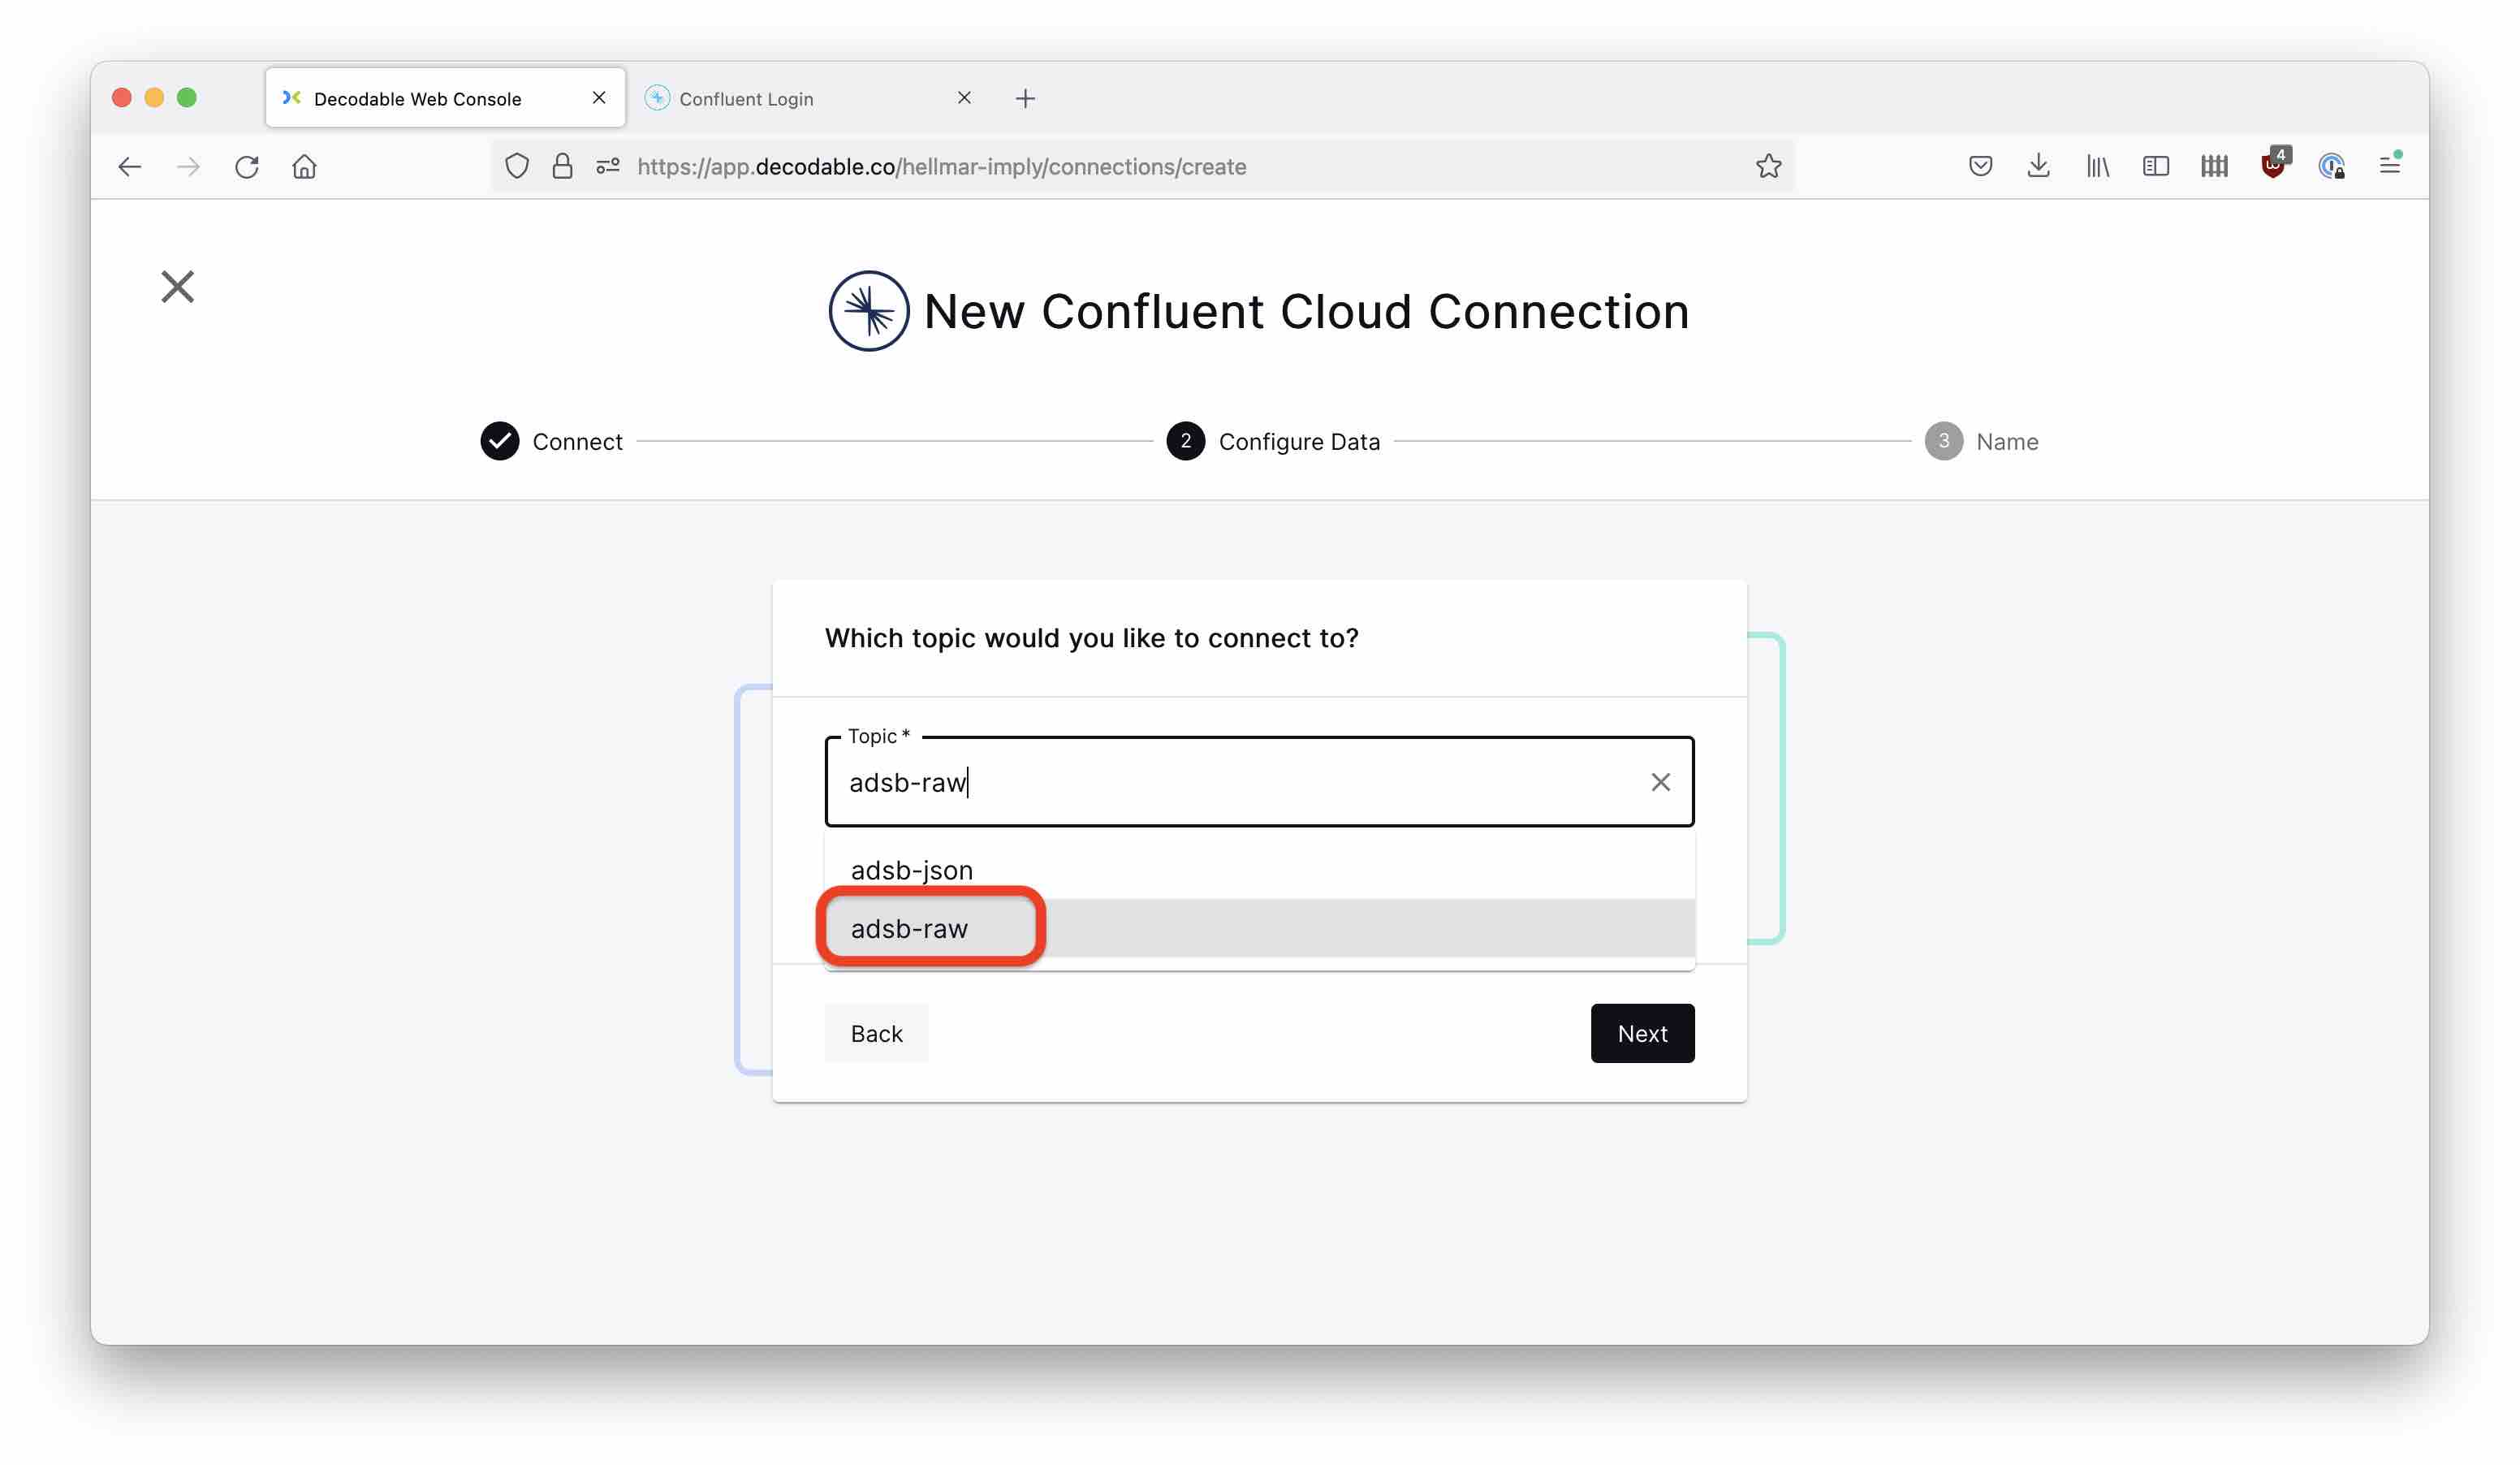 Decodable Web Console
Confluent Login
https://app.decodable.co/hellmar-imply/connections/create
4
New Confluent Cloud Connection
Connect
2 Configure Data
3 Name
Which topic would you like to connect to?
Topic *
adsb-raw
adsb-json
adsb-raw
Back
Next